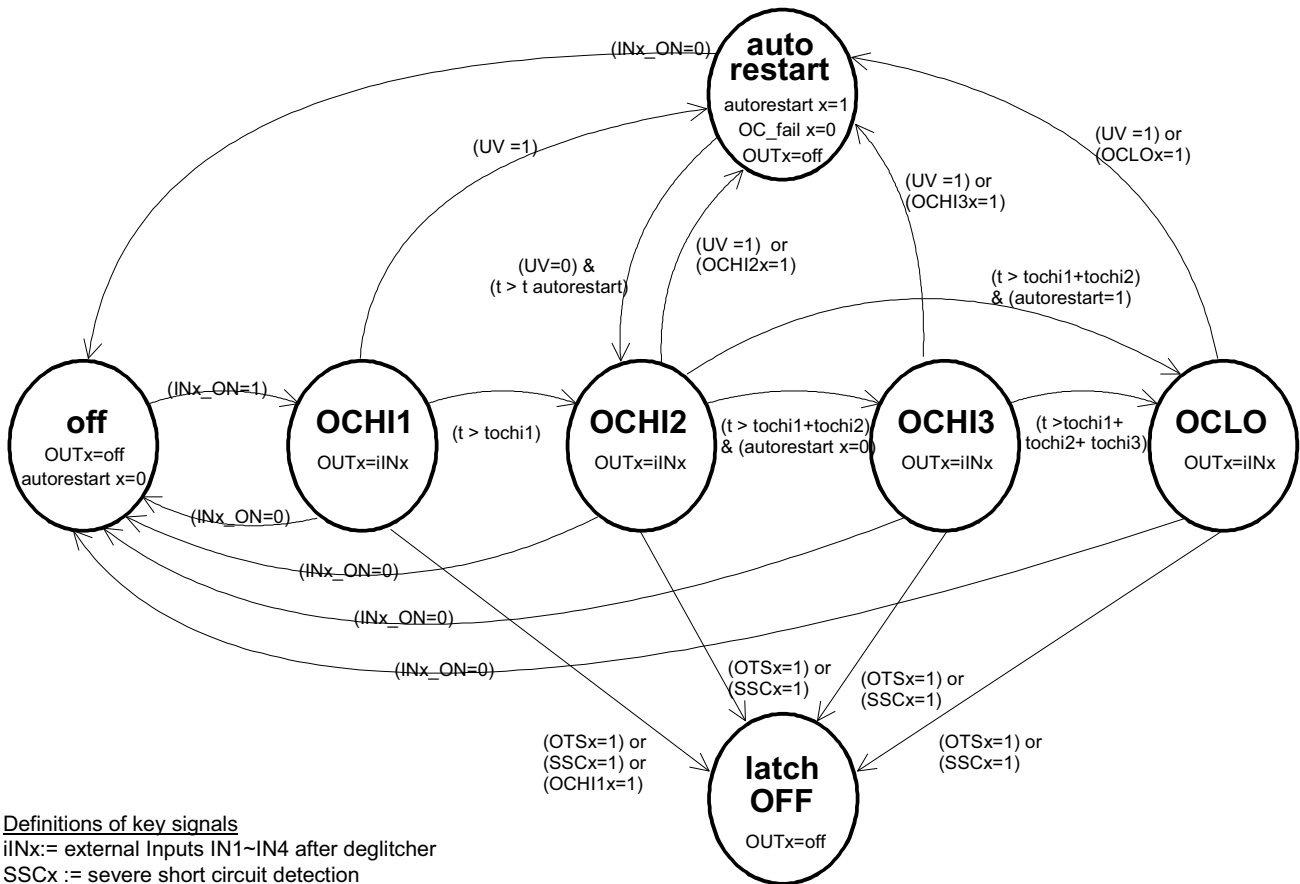 (INx_ON=0)
auto
restart
autorestart x=1
OC_fail x=0
OUTx=off
(UV =1)
(UV =1) or
(OCLOx=1)
(UV =1) or
(OCHI3x=1)
(UV =1) or
(OCHI2x=1)
(UV=0) &
(t > t autorestart)
(t > tochi1+tochi2)
& (autorestart=1)
off
OUTx=off
autorestart x=0
(INx_ON=1)
OCHI1
OUTx=iINx
(t > tochi1)
OCHI2
OUTx=iINx
(t > tochi1+tochi2)
& (autorestart x=0)
OCHI3
OUTx=iINx
(t >tochi1+
tochi2+ tochi3)
OCLO
OUTx=iINx
(INx_ON=0)
(INx_ON=0)
(INx_ON=0)
(INx_ON=0)
(OTSx=1) or
(SSCx=1) or
(OCHI1x=1)
(OTSx=1) or
(SSCx=1)
(OTSx=1) or
(SSCx=1)
(OTSx=1) or
(SSCx=1)
latch
OFF
OUTx=off
Definitions of key signals
iINx:= external Inputs IN1~IN4 after deglitcher
SSCx := severe short circuit detection